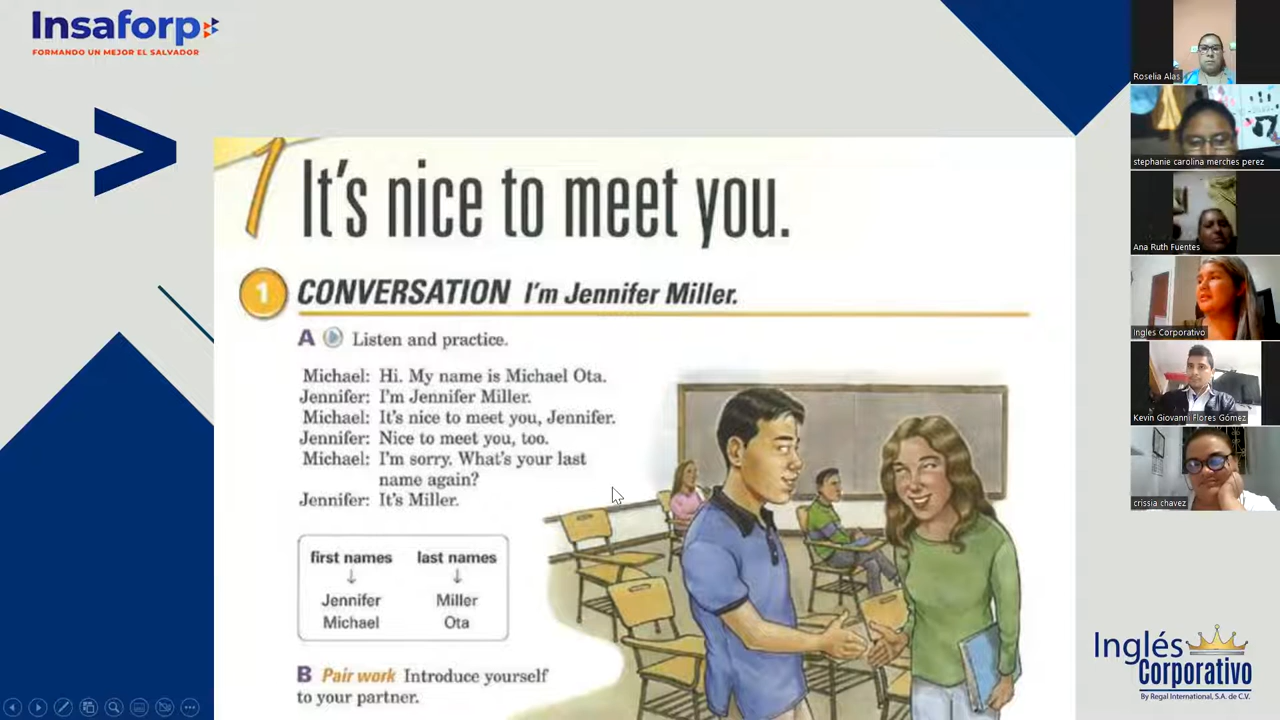 Insaforp
FORMANDO UN MEJOR EL SALVADOR
1 It's nice to meet you.
1 CONVERSATION I'm Jennifer Miller.
A Listen and practice.
Michael: Hi. My name is Michael Ota.
Jennifer: I'm Jennifer Miller.
Michael: It's nice to meet you, Jennifer.
Jennifer: Nice to meet you, too.
Michael: I'm sorry. What's your last
name again?
Jennifer: It's Miller.
first names last names
Jennifer Miller
Michael Ota
B Pair work Introduce yourself
to your partner.
Roselia Alas
stephanie carolina merches perez
Ana Ruth Fuentes
Ingles Corporativo
Kevin Giovanni Flores Gómez
crissia chavez
Inglés
Corporativo
By Regal International, S.A. de C.V.